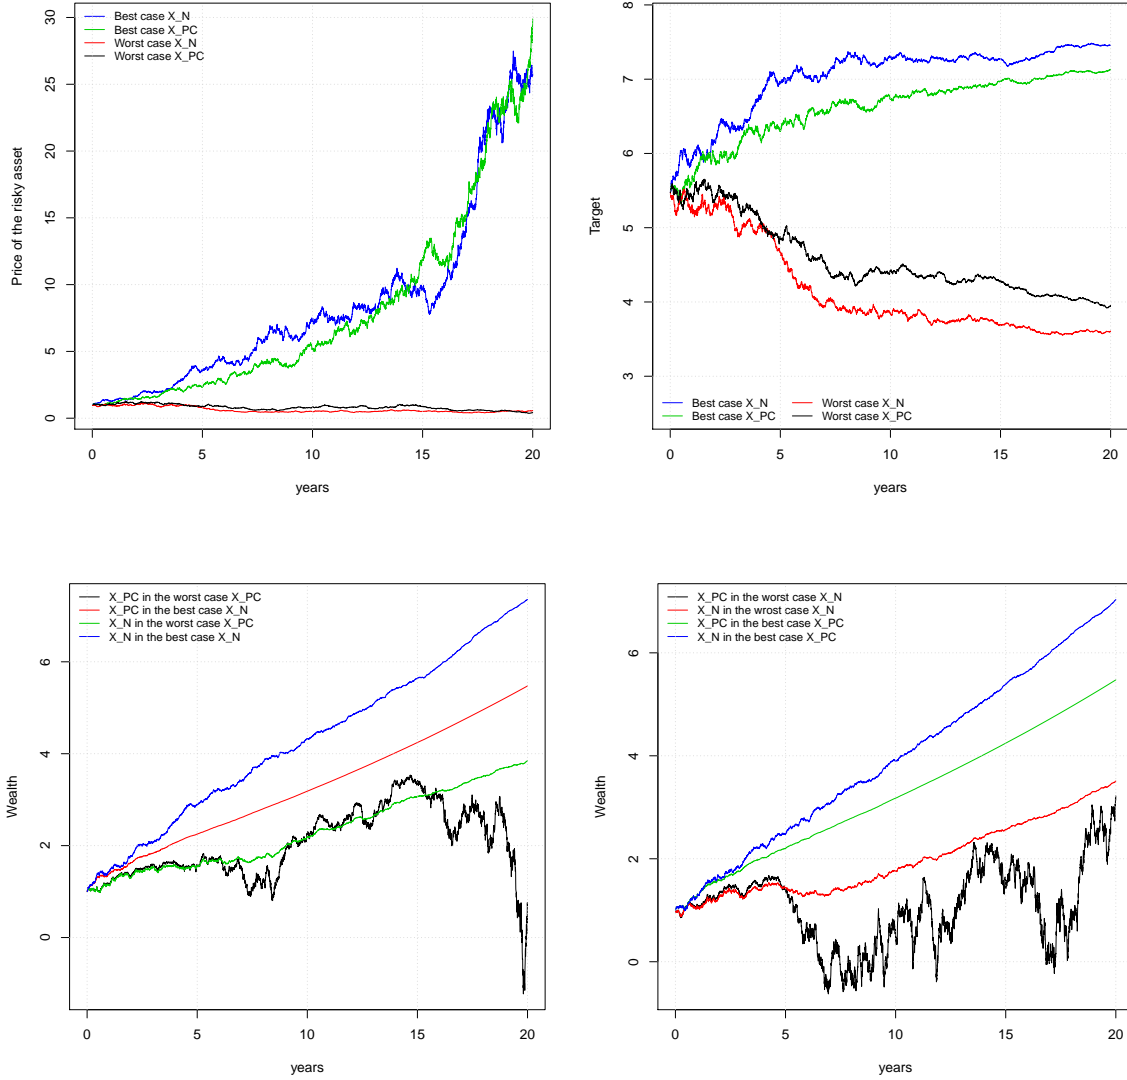 Best case X_N
Best case X_PC
Worst case X_N
Worst case X_PC
Price of the risky asset
30
25
20
15
10
5
0
0 5 10 15 20
years
Target
8
7
6
5
4
3
Best case X_N Worst case X_N
Best case X_PC Worst case X_PC
0 5 10 15 20
years
X_PC in the worst case X_PC
X_PC in the best case X_N
X_N in the worst case X_PC
X_N in the best case X_N
Wealth
6
4
2
0
0 5 10 15 20
years
X_PC in the worst case X_N
X_N in the wrost case X_N
X_PC in the best case X_PC
X_N in the best case X_PC
Wealth
6
4
2
0
0 5 10 15 20
years